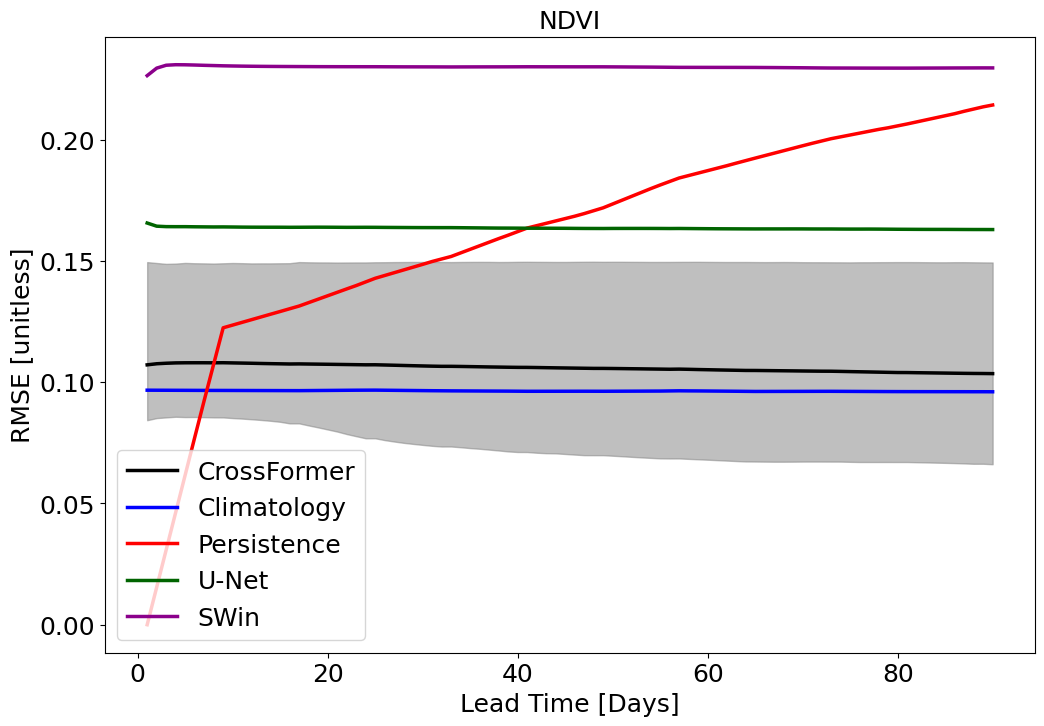 NDVI
RMSE [unitless]
0.20
0.15
0.10
0.05
0.00
CrossFormer
Climatology
Persistence
U-Net
SWin
0 20 40 60 80
Lead Time [Days]